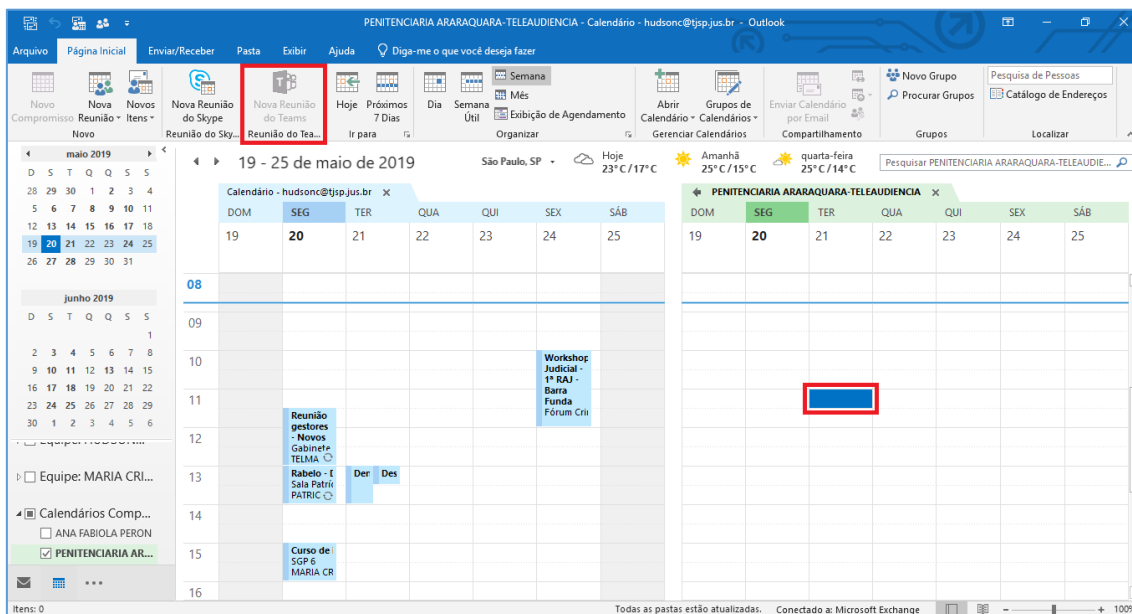 PENITENCIARIA ARARAQUARA-TELEAUDIENCIA - Calendário - hudsonc@tjsp.jus.br - Outlook
Arquivo Página Inicial Enviar/Receber Pasta Exibir Ajuda Diga-me o que você deseja fazer
Novo Compromisso
Nova Reunião
Novos Itens
Novo
Nova Reunião do Skype
Reunião do Sky...
Nova Reunião do Teams
Reunião do Tea...
Hoje
Próximos 7 Dias
Ir para
Dia
Semana Útil
Semana
Mês
Exibição de Agendamento
Organizar
Abrir Calendário
Grupos de Calendários
Gerenciar Calendários
Enviar Calendário por Email
Compartilhamento
Novo Grupo
Procurar Grupos
Grupos
Pesquisa de Pessoas
Catálogo de Endereços
Localizar
maio 2019
D S T Q Q S S
28 29 30 1 2 3 4
5 6 7 8 9 10 11
12 13 14 15 16 17 18
19 20 21 22 23 24 25
26 27 28 29 30 31
junho 2019
D S T Q Q S S
1
2 3 4 5 6 7 8
9 10 11 12 13 14 15
16 17 18 19 20 21 22
23 24 25 26 27 28 29
30 1 2 3 4 5 6
Equipe: MARIA CRI...
Calendários Comp...
ANA FABIOLA PERON
PENITENCIARIA AR...
19 - 25 de maio de 2019
São Paulo, SP
Hoje
23°C/17°C
Amanhã
25°C/15°C
quarta-feira
25°C/14°C
Pesquisar PENITENCIARIA ARARAQUARA-TELEAUDIE...
Calendário - hudsonc@tjsp.jus.br
DOM SEG TER QUA QUI SEX SÁB
19 20 21 22 23 24 25
PENITENCIARIA ARARAQUARA-TELEAUDIENCIA
DOM SEG TER QUA QUI SEX SÁB
19 20 21 22 23 24 25
08
09
10
11
12
13
14
15
16
Workshop
Judicial -
1ª RAJ -
Barra
Funda
Fórum Crii
Reunião
gestores
- Novos
Gabinete
TELMA
Rabelo - D
Sala Patríc
PATRIC
Der
Des
Curso de
SGP 6
MARIA CR
Itens: 0
Todas as pastas estão atualizadas. Conectado a: Microsoft Exchange
100%